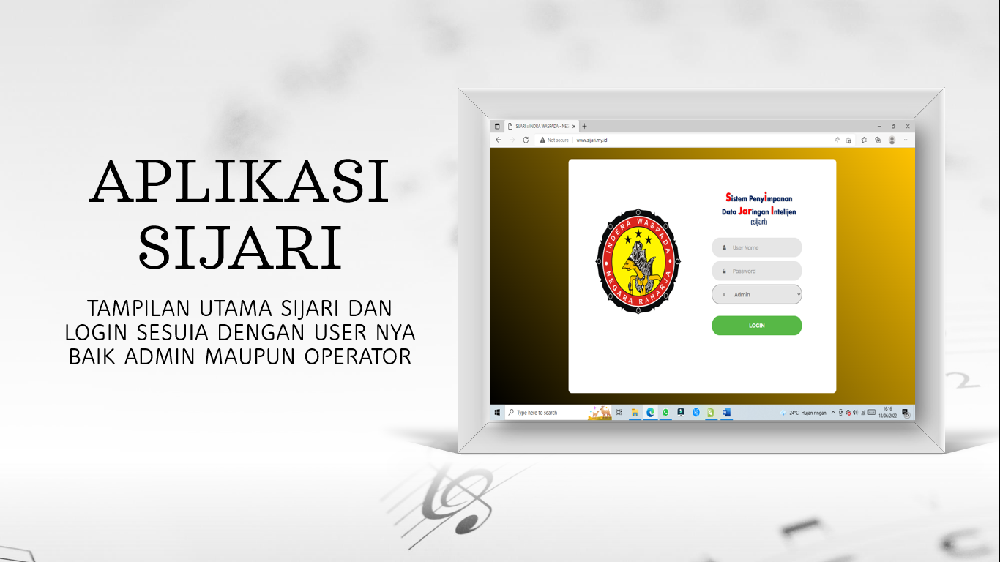 APLIKASI
SIJARI
TAMPILAN UTAMA SIJARI DAN
LOGIN SESUIA DENGAN USER NYA
BAIK ADMIN MAUPUN OPERATOR
SIJARI :: INDRA WASPADA - NEG
Not secure | www.sijari.my.id
INDERA WASPADA
NEGARA RAHARJA
Sistem Penyimpanan
Data Jaringan Intelijen
(sijari)
User Name
Password
Admin
LOGIN
Type here to search
24°C Hujan ringan
16:16
13/06/2022